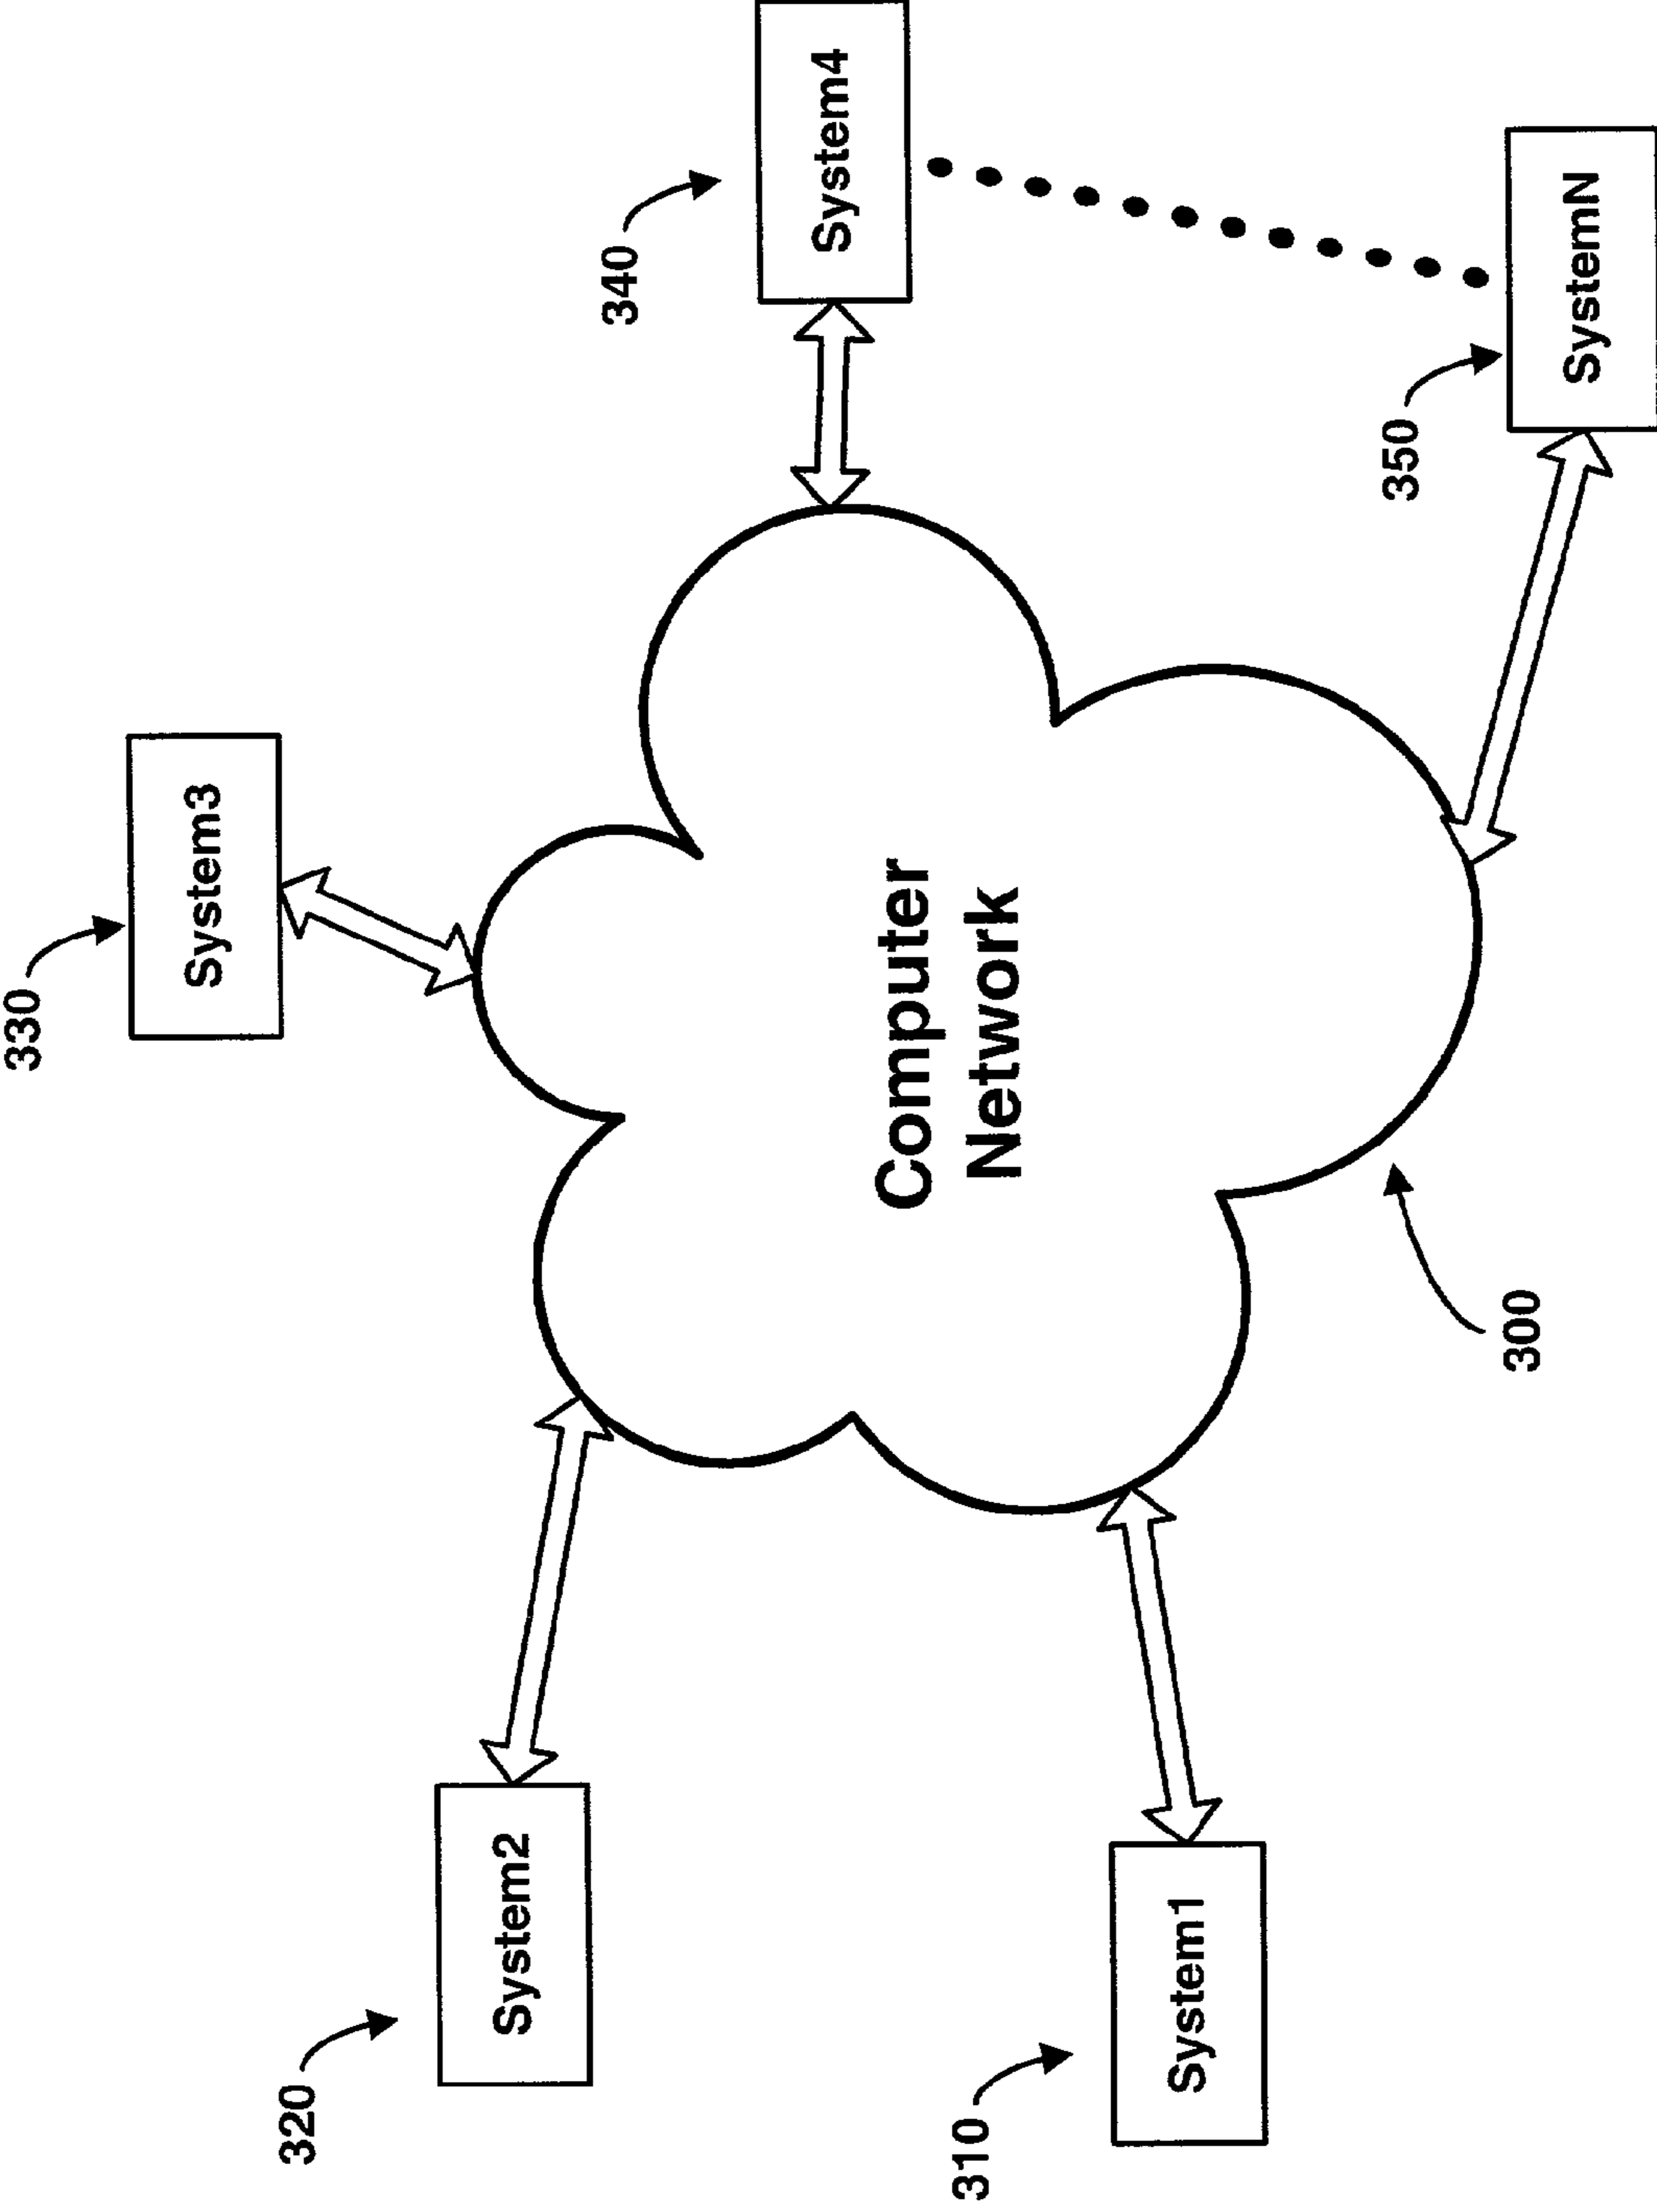 330
System3
340
System4
320
System2
Computer
Network
350
SystemN
310
System1
300